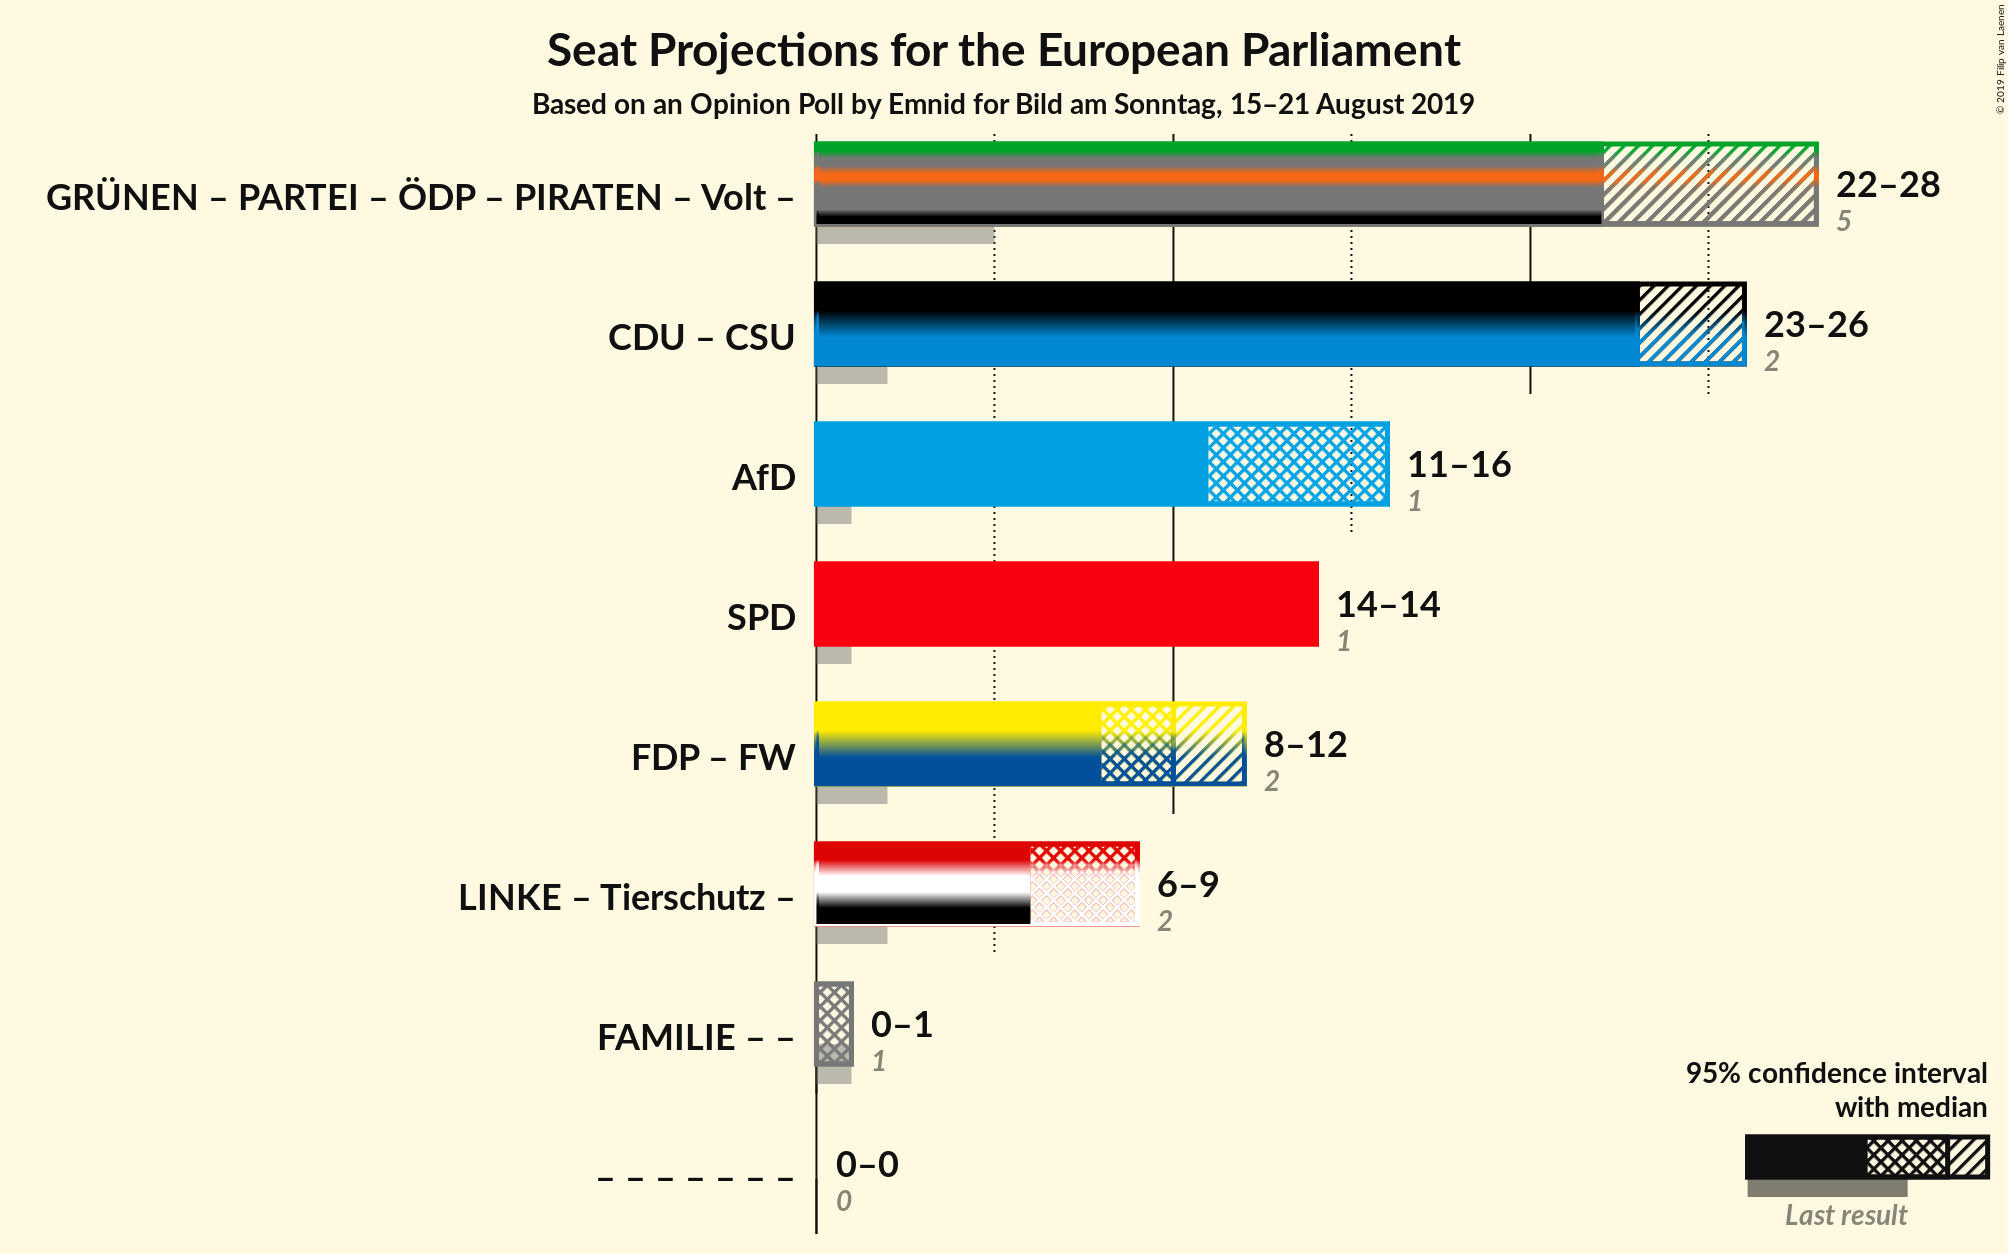 Seat Projections for the European Parliament
Based on an Opinion Poll by Emnid for Bild am Sonntag, 15–21 August 2019
© 2019 Filip van Laenen
GRÜNEN – PARTEI – ÖDP – PIRATEN – Volt –
22–28
5
CDU – CSU
23–26
2
AfD
11–16
1
SPD
14–14
1
FDP – FW
8–12
2
LINKE – Tierschutz –
6–9
2
FAMILIE – –
0–1
1
– – – – – – –
0–0
0
95% confidence interval
with median
Last result